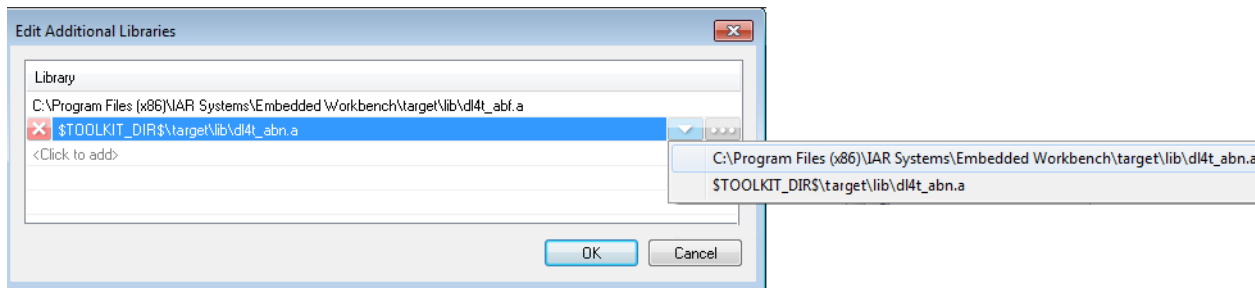 Edit Additional Libraries
Library
C:\Program Files (x86)\IAR Systems\Embedded Workbench\target\lib\dl4t_abf.a
$TOOLKIT_DIR$\target\lib\dl4t_abn.a
<Click to add>
C:\Program Files (x86)\IAR Systems\Embedded Workbench\target\lib\dl4t_abn.a
$TOOLKIT_DIR$\target\lib\dl4t_abn.a
OK
Cancel